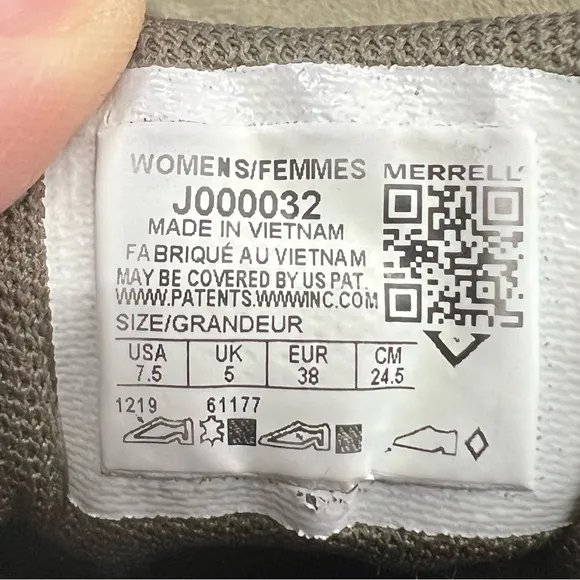 WOMENS/FEMMES MERRELL
J000032
MADE IN VIETNAM
FABRIQUÉ AU VIETNAM
MAY BE COVERED BY US PAT.
WWW.PATENTS.WWWMNC.COM
SIZE/GRANDEUR
USA UK EUR CM
7.5 5 38 24.5
1219 61177